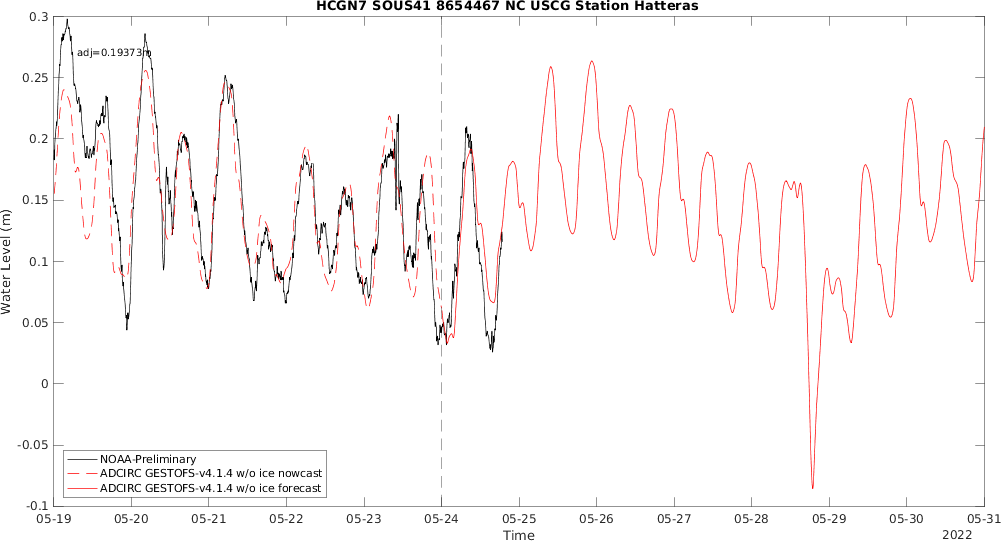 HCGN7 SOUS41 8654467 NC USCG Station Hatteras
adj=0.19373m
0.3
0.25
0.2
0.15
0.1
0.05
0
-0.05
-0.1
Water Level (m)
NOAA-Preliminary
ADCIRC GESTOFS-v4.1.4 w/o ice nowcast
ADCIRC GESTOFS-v4.1.4 w/o ice forecast
05-19 05-20 05-21 05-22 05-23 05-24 05-25 05-26 05-27 05-28 05-29 05-30 05-31
Time
2022